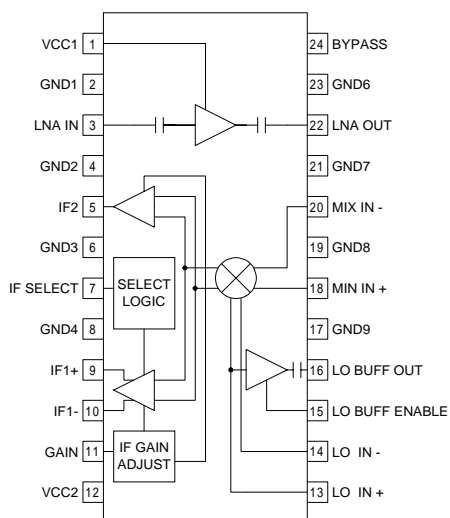 VCC1 1
GND1 2
LNA IN 3
GND2 4
IF2 5
GND3 6
IF SELECT 7
GND4 8
IF1+ 9
IF1- 10
GAIN 11
VCC2 12
SELECT
LOGIC
IF GAIN
ADJUST
24 BYPASS
23 GND6
22 LNA OUT
21 GND7
20 MIX IN -
19 GND8
18 MIN IN +
17 GND9
16 LO BUFF OUT
15 LO BUFF ENABLE
14 LO IN -
13 LO IN +